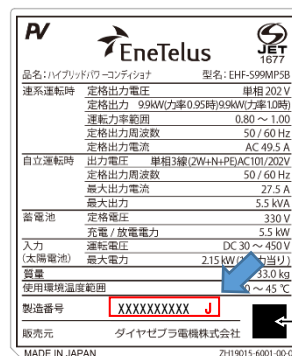 PV
EneTelus
JET
1677
品名:ハイブリッドパワーコンディショナ 型名: EHF-S99MP5B
連系運転時 定格出力電圧 単相 202 V
定格出力 9.9kW(力率0.95時)9.9kW(力率1.0時)
運転力率範囲 0.80 ～ 1.00
定格出力周波数 50 / 60 Hz
定格出力電流 AC 49.5 A
自立運転時 出力電圧 単相3線(2W+N+PE)AC101/202V
定格出力周波数 50 / 60 Hz
最大出力電流 27.5 A
最大出力 5.5 kVA
蓄電池 定格電圧 330 V
充電 / 放電電力 5.5 kW
入力 運転電圧 DC 30 ～ 450 V
(太陽電池) 最大電力 2.15 kW 当り)
質量 33.0 kg
使用環境温度範囲 ～ 45 ℃
製造番号 XXXXXXXXXX J
販売元 ダイヤゼブラ電機株式会社
MADE IN JAPAN ZH19015-6001-00-0